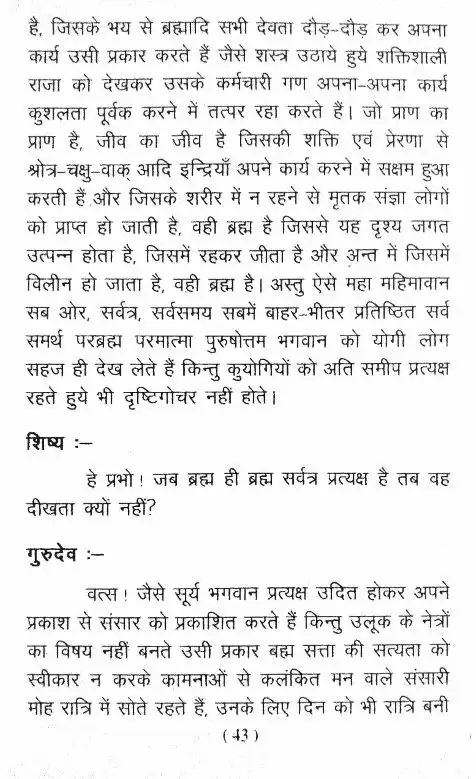 है, जिसके भय से ब्रह्मादि सभी देवता दौड़-दौड़ कर अपना
कार्य उसी प्रकार करते हैं जैसे शस्त्र उठाये हुये शक्तिशाली
राजा को देखकर उसके कर्मचारी गण अपना-अपना कार्य
कुशलता पूर्वक करने में तत्पर रहा करते हैं। जो प्राण का
प्राण है, जीव का जीव है जिसकी शक्ति एवं प्रेरणा से
श्रोत्र-चक्षु-वाक् आदि इन्द्रियाँ अपने कार्य करने में सक्षम हुआ
करती हैं और जिसके शरीर में न रहने से मृतक संज्ञा लोगों
को प्राप्त हो जाती है, वही ब्रह्म है जिससे यह दृश्य जगत
उत्पन्न होता है, जिसमें रहकर जीता है और अन्त में जिसमें
विलीन हो जाता है, वही ब्रह्म है। अस्तु ऐसे महा महिमावान
सब ओर, सर्वत्र, सर्वसमय सबमें बाहर-भीतर प्रतिष्ठित सर्व
समर्थ परब्रह्म परमात्मा पुरुषोत्तम भगवान को योगी लोग
सहज ही देख लेते हैं किन्तु कुयोगियों को अति समीप प्रत्यक्ष
रहते हुये भी दृष्टिगोचर नहीं होते।
शिष्य :–
हे प्रभो ! जब ब्रह्म ही ब्रह्म सर्वत्र प्रत्यक्ष है तब वह
दीखता क्यों नहीं?
गुरुदेव :–
वत्स ! जैसे सूर्य भगवान प्रत्यक्ष उदित होकर अपने
प्रकाश से संसार को प्रकाशित करते हैं किन्तु उलूक के नेत्रों
का विषय नहीं बनते उसी प्रकार बह्म सत्ता की सत्यता को
स्वीकार न करके कामनाओं से कलंकित मन वाले संसारी
मोह रात्रि में सोते रहते हैं, उनके लिए दिन को भी रात्रि बनी
( 43 )